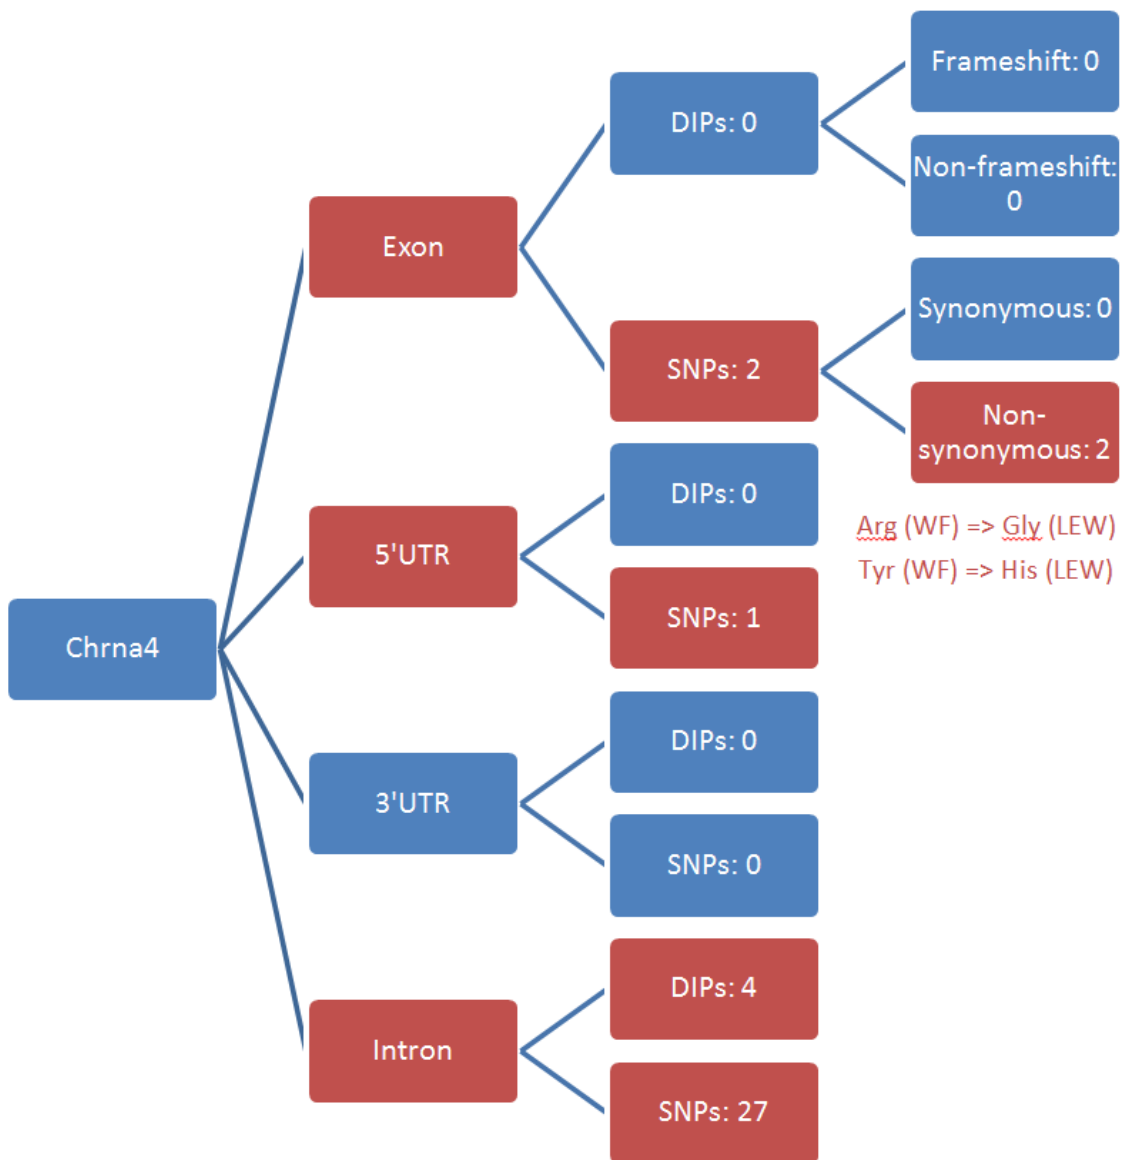 Chrna4
Exon
DIPs: 0
Frameshift: 0
Non-frameshift:
0
SNPs: 2
Synonymous: 0
Non-
synonymous: 2
Arg (WF) => Gly (LEW)
Tyr (WF) => His (LEW)
5'UTR
DIPs: 0
SNPs: 1
3'UTR
DIPs: 0
SNPs: 0
Intron
DIPs: 4
SNPs: 27